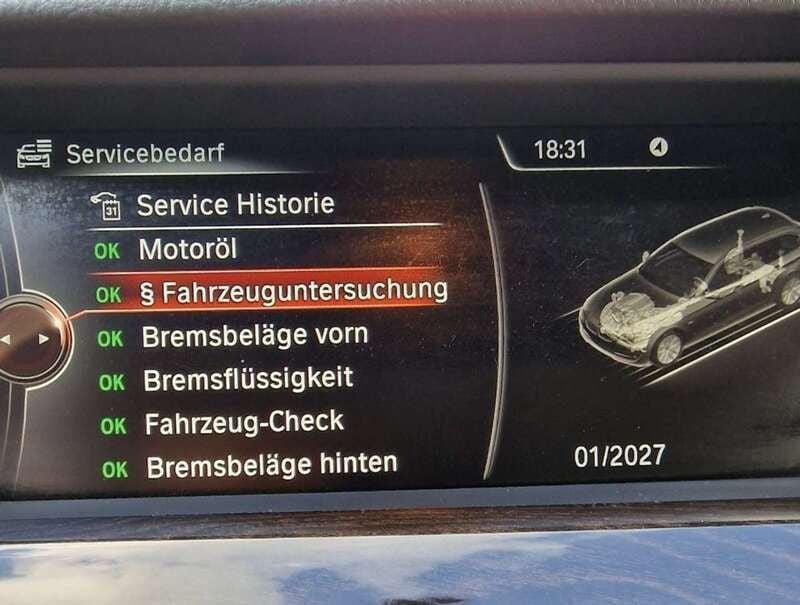 Servicebedarf
18:31
31
Service Historie
OK Motoröl
OK § Fahrzeuguntersuchung
OK Bremsbeläge vorn
OK Bremsflüssigkeit
OK Fahrzeug-Check
OK Bremsbeläge hinten
01/2027